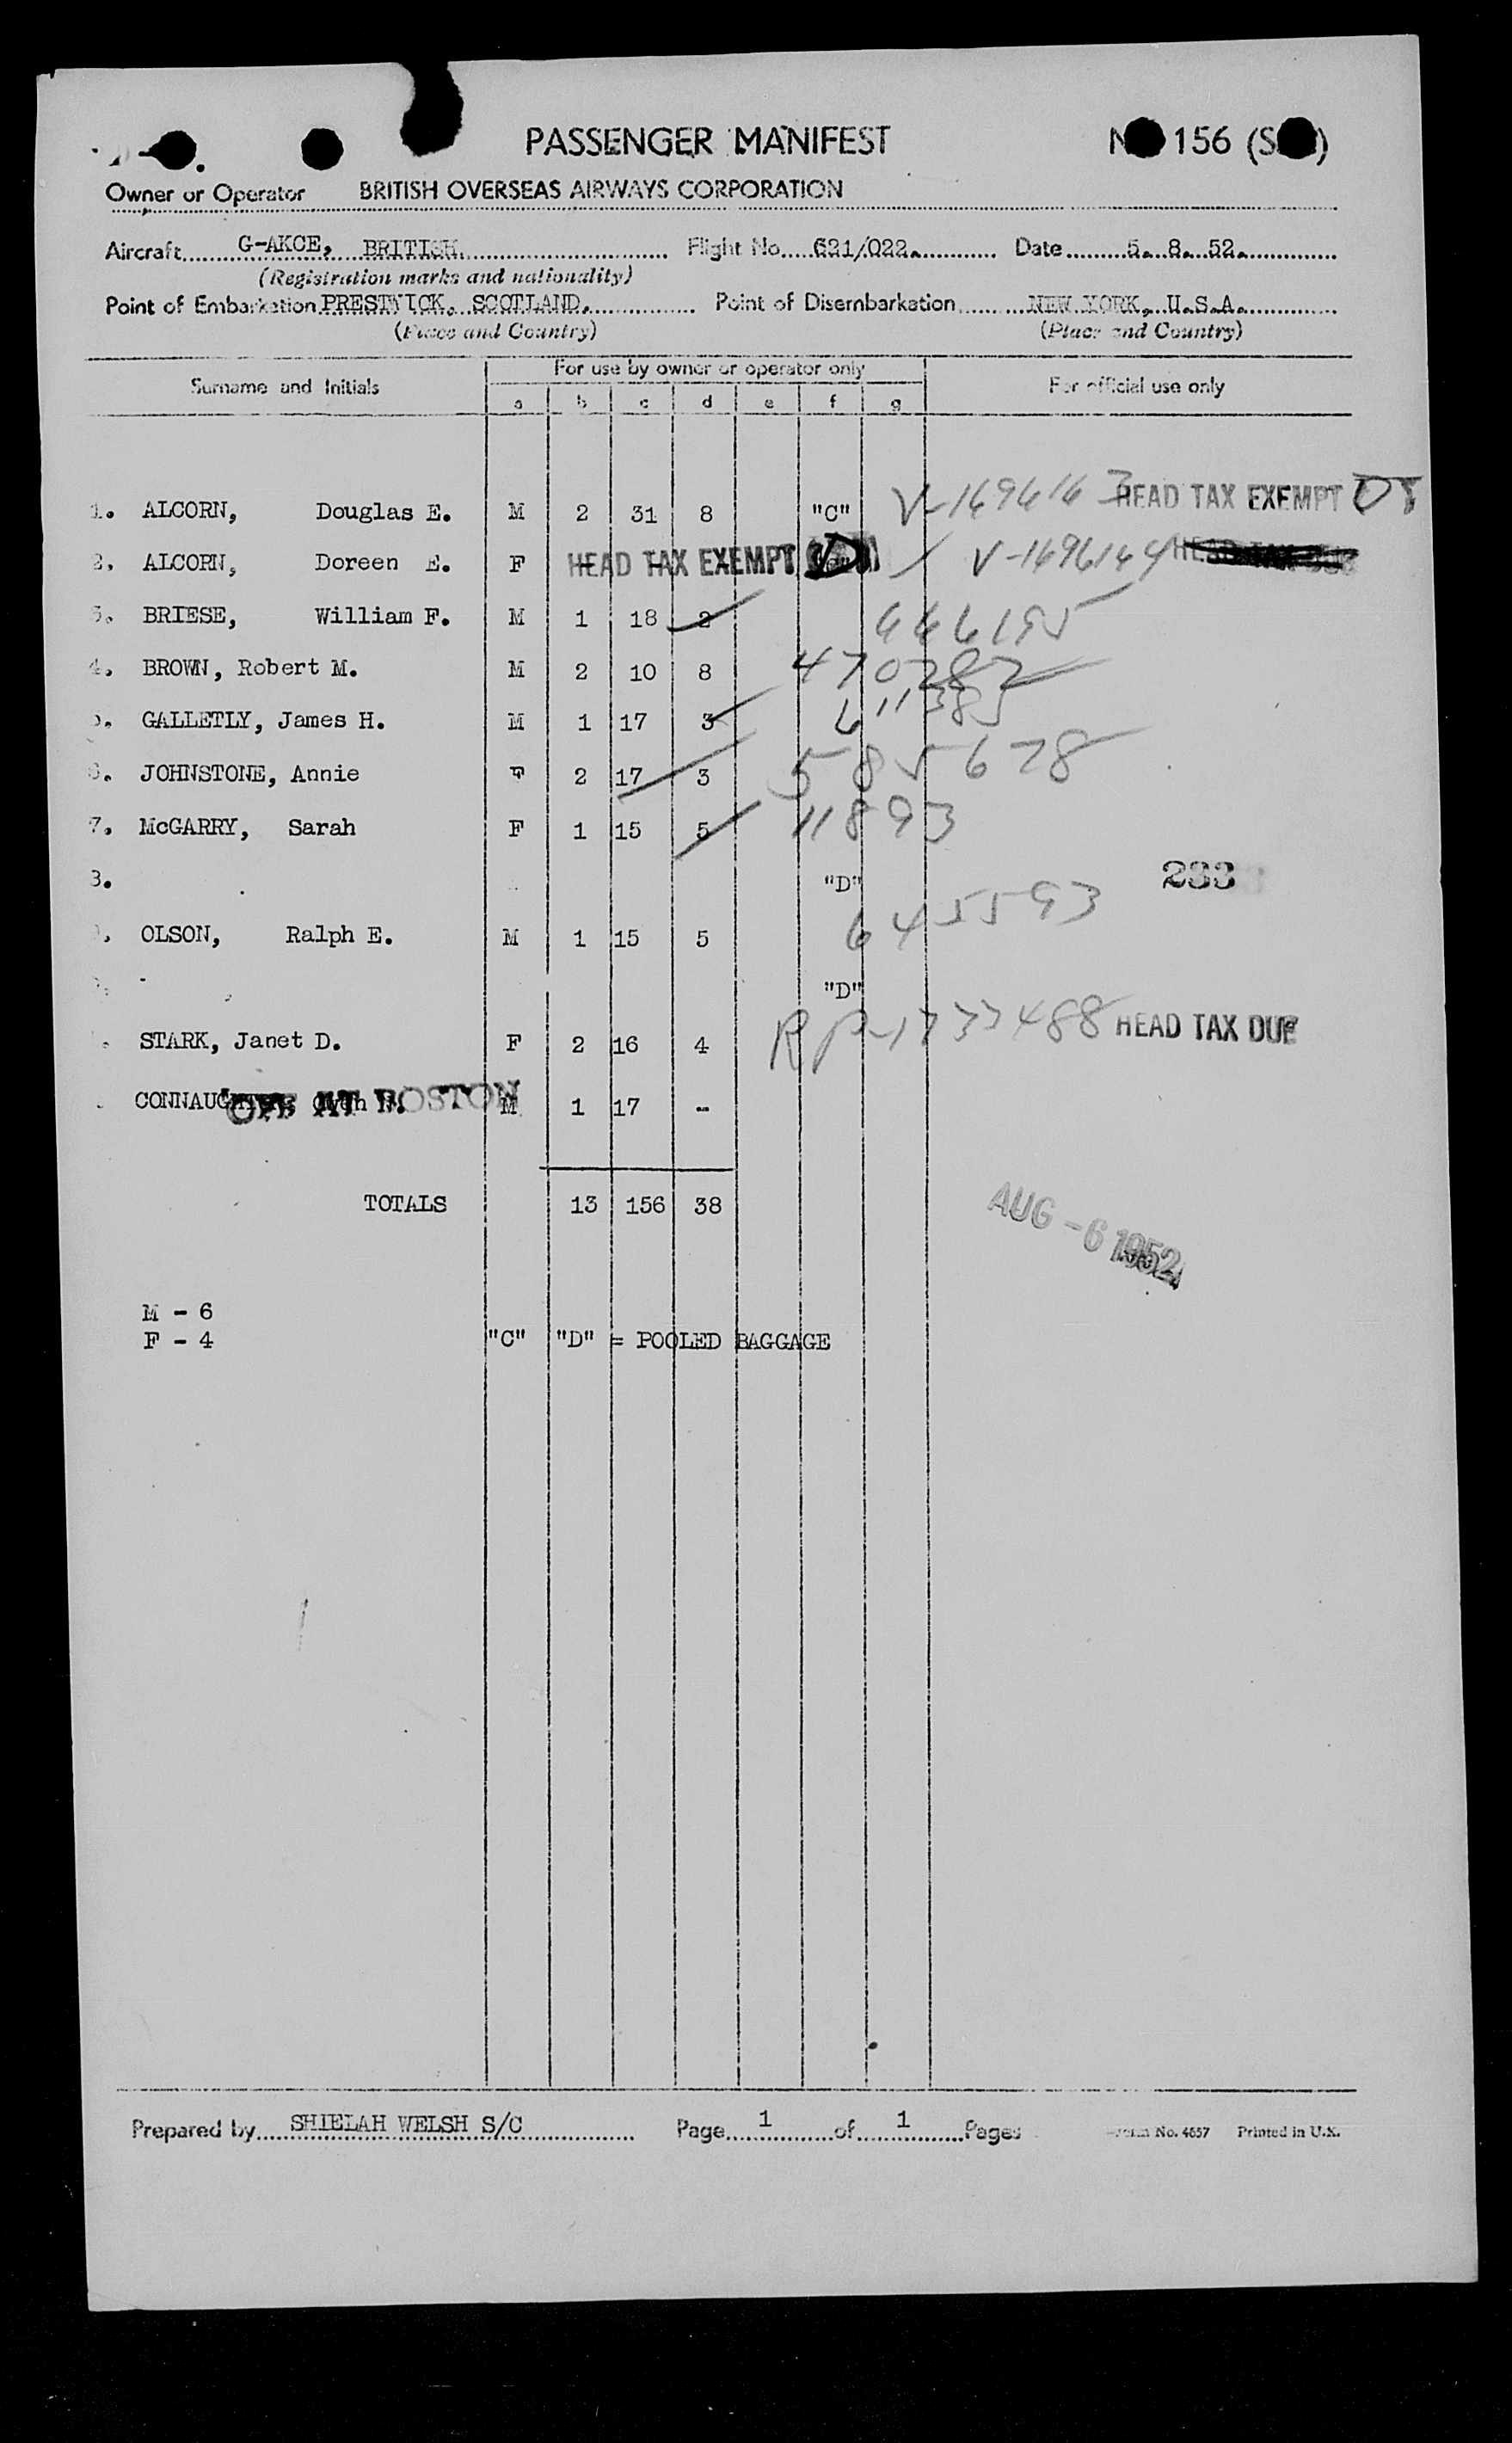 PASSENGER MANIFEST
156
Owner or Operator BRITISH OVERSEAS AIRWAYS CORPORATION
Aircraft G-AKCE, BRITISH Flight No. 621/022. Date 5. 8. 52.
(Registration marks and nationality)
Point of Embarkation PRESTWICK, SCOTLAND. Point of Disembarkation NEW YORK, U.S.A.
(Place and Country) (Place and Country)
Surname and Initials For use by owner or operator only For official use only
a b c d e f g
1. ALCORN, Douglas E. M 2 31 8 "C" HEAD TAX EXEMPT
2. ALCORN, Doreen E. F HEAD TAX EXEMPT V-1696144
3. BRIESE, William F. M 1 18 2
4. BROWN, Robert M. M 2 10 8 470282
5. GALLETLY, James H. M 1 17 3 611385
6. JOHNSTONE, Annie F 2 17 3 585678
7. McGARRY, Sarah F 1 15 5 11893
8. "D" 233
OLSON, Ralph E. M 1 15 5 6455593
"D"
STARK, Janet D. F 2 16 4 HEAD TAX DUE
OFF AT BOSTON M 1 17 -
TOTALS 13 156 38
AUG -6 1952
M - 6
F - 4 "C" "D" = POOLED BAGGAGE
Prepared by SHIELAH WELSH S/C Page 1 of 1 Pages Form No. 4657 Printed in U.K.